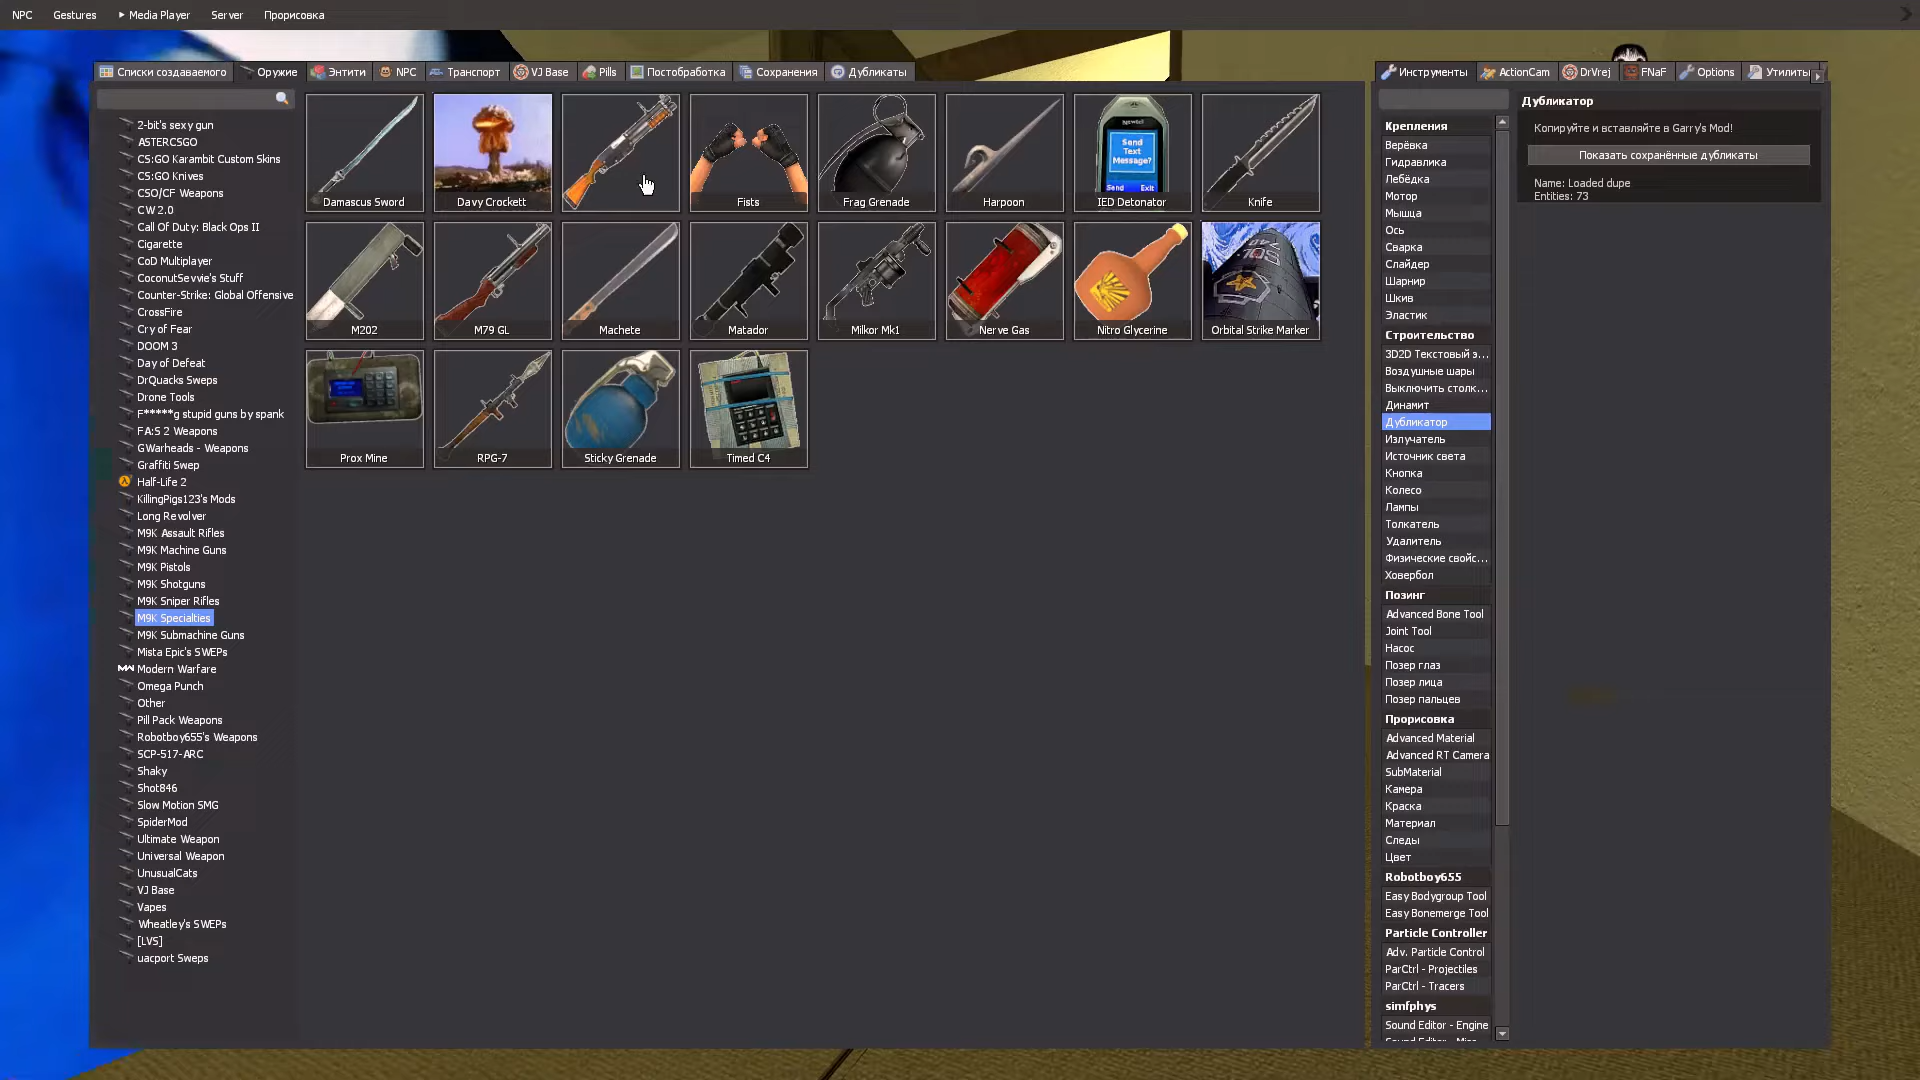 NPC
Gestures
Media Player
Server
Прорисовка
Списки создаваемого
Оружие
Энтити
NPC
Транспорт
VJ Base
Pills
Постобработка
Сохранения
Дубликаты
2-bit's sexy gun
ASTERCSGO
CS:GO Karambit Custom Skins
CS:GO Knives
CSO/CF Weapons
CW 2.0
Call Of Duty: Black Ops II
Cigarette
CoD Multiplayer
CoconutSevvie's Stuff
Counter-Strike: Global Offensive
CrossFire
Cry of Fear
DOOM 3
Day of Defeat
DrQuacks Sweps
Drone Tools
F*****g stupid guns by spank
FA:S 2 Weapons
GWarheads - Weapons
Graffiti Swep
Half-Life 2
KillingPigs123's Mods
Long Revolver
M9K Assault Rifles
M9K Machine Guns
M9K Pistols
M9K Shotguns
M9K Sniper Rifles
M9K Specialties
M9K Submachine Guns
Mista Epic's SWEPs
Modern Warfare
Omega Punch
Other
Pill Pack Weapons
Robotboy655's Weapons
SCP-517-ARC
Shaky
Shot846
Slow Motion SMG
SpiderMod
Ultimate Weapon
Universal Weapon
UnusualCats
VJ Base
Vapes
Wheatley's SWEPs
[LVS]
uacport Sweps
Damascus Sword
Davy Crockett
Fists
Frag Grenade
Harpoon
Send
Text
Message?
Send Exit
IED Detonator
Knife
M202
M79 GL
Machete
Matador
Milkor Mk1
Nerve Gas
Nitro Glycerine
Orbital Strike Marker
Prox Mine
RPG-7
Sticky Grenade
Timed C4
Инструменты
ActionCam
DrVrej
FNaF
Options
Утилиты
Крепления
Верёвка
Гидравлика
Лебёдка
Мотор
Мышца
Ось
Сварка
Слайдер
Шарнир
Шкив
Эластик
Строительство
3D2D Текстовый э...
Воздушные шары
Выключить столк...
Динамит
Дубликатор
Излучатель
Источник света
Кнопка
Колесо
Лампы
Толкатель
Удалитель
Физические свойс...
Ховербол
Позинг
Advanced Bone Tool
Joint Tool
Насос
Позер глаз
Позер лица
Позер пальцев
Прорисовка
Advanced Material
Advanced RT Camera
SubMaterial
Камера
Краска
Материал
Следы
Цвет
Robotboy655
Easy Bodygroup Tool
Easy Bonemerge Tool
Particle Controller
Adv. Particle Control
ParCtrl - Projectiles
ParCtrl - Tracers
simfphys
Sound Editor - Engine
Дубликатор
Копируйте и вставляйте в Garry's Mod!
Показать сохранённые дубликаты
Name: Loaded dupe
Entities: 73